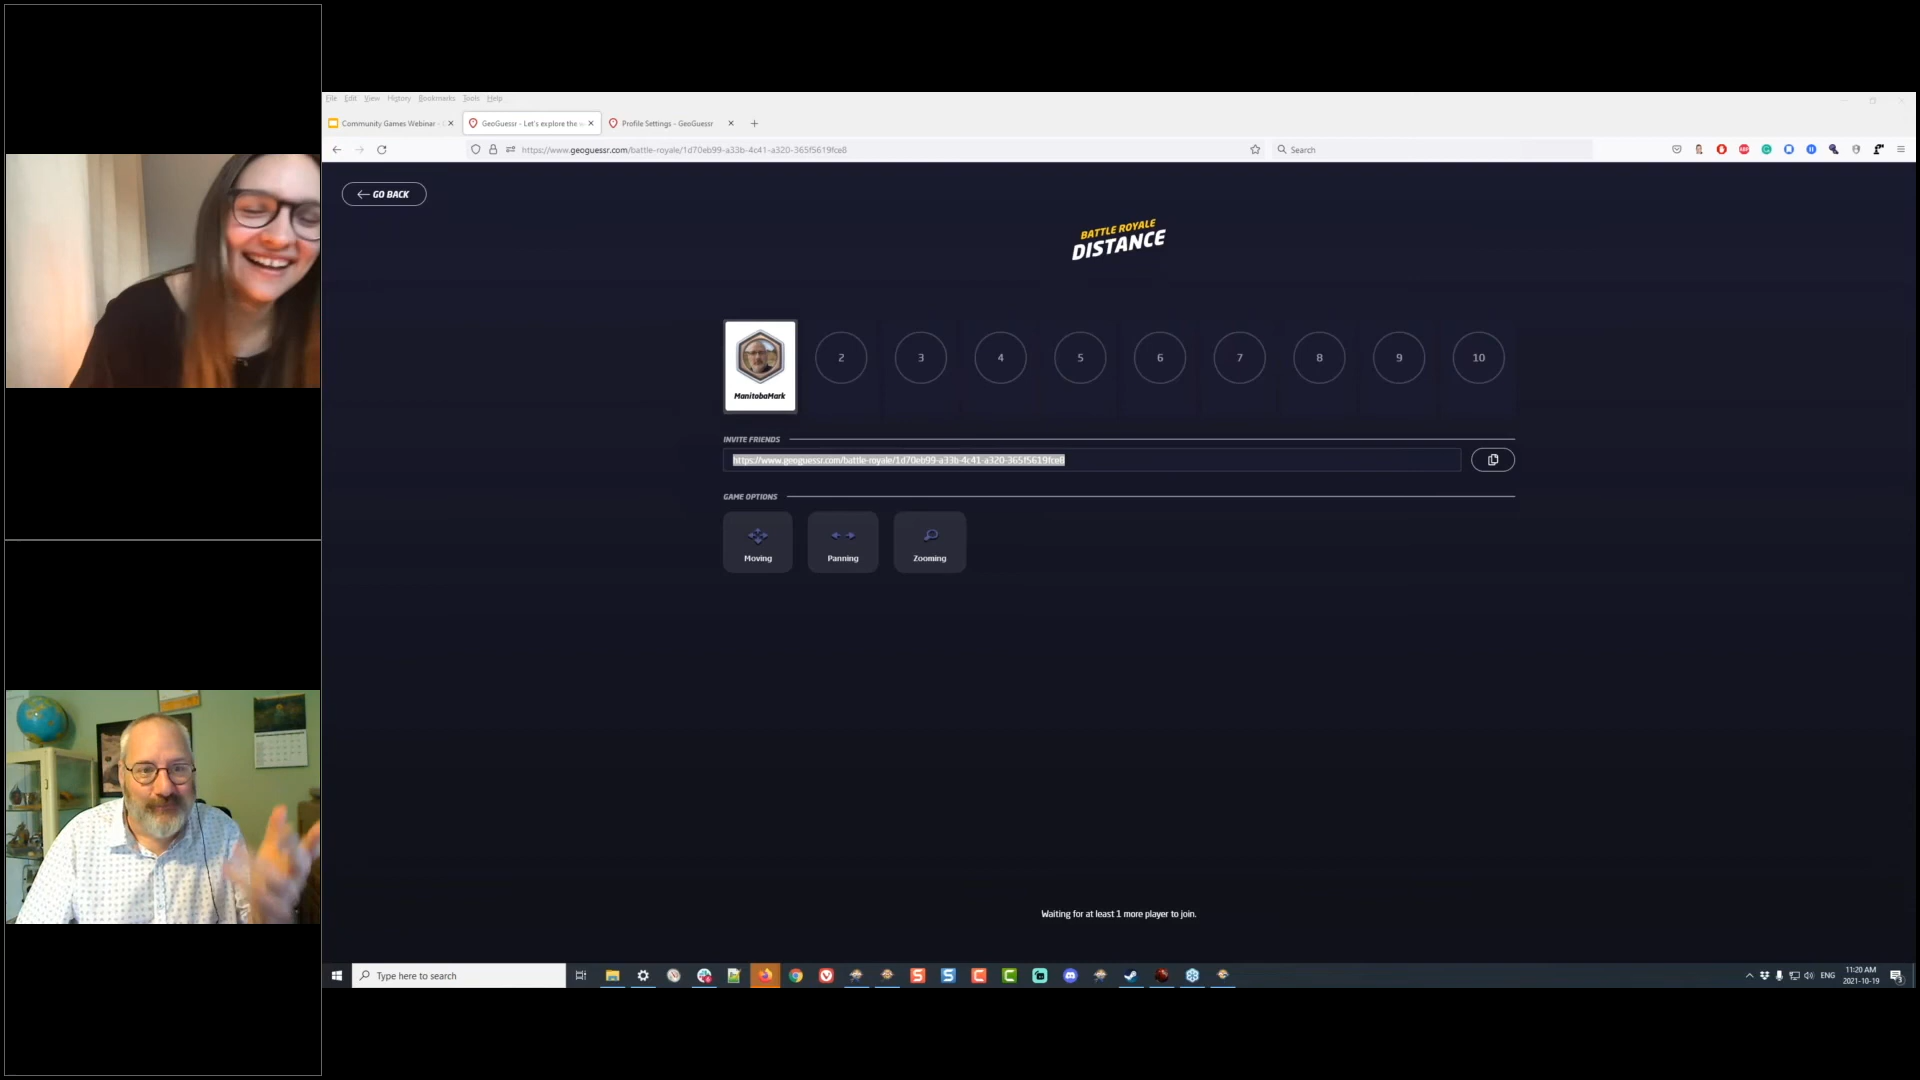 File Edit View History Bookmarks Tools Help
Community Games Webinar -
GeoGuessr - Let's explore the
Profile Settings - GeoGuessr
https://www.geoguessr.com/battle-royale/1d70eb99-a33b-4c41-a320-365f5619fce8
Search
GO BACK
BATTLE ROYALE
DISTANCE
2 3 4 5 6 7 8 9 10
ManitobaMark
INVITE FRIENDS
https://www.geoguessr.com/battle-royale/1d70eb99-a33b-4c41-a320-365f5619fce8
GAME OPTIONS
Moving Panning Zooming
Waiting for at least 1 more player to join.
Type here to search
ENG
11:20 AM
2021-10-19